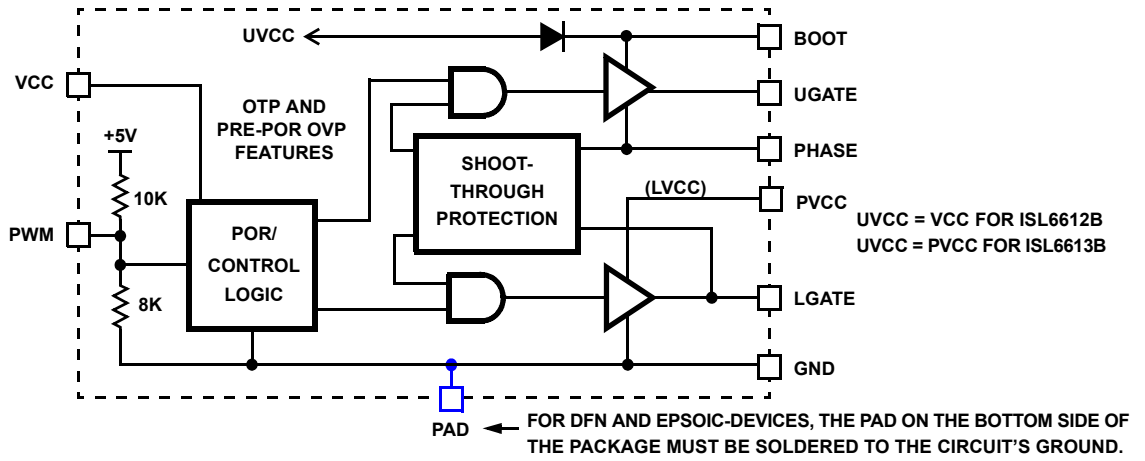 UVCC
BOOT
VCC
OTP AND
PRE-POR OVP
FEATURES
UGATE
+5V
10K
SHOOT-
THROUGH
PROTECTION
PHASE
(LVCC)
PVCC
UVCC = VCC FOR ISL6612B
UVCC = PVCC FOR ISL6613B
PWM
POR/
CONTROL
LOGIC
8K
LGATE
GND
PAD
FOR DFN AND EPSOIC-DEVICES, THE PAD ON THE BOTTOM SIDE OF
THE PACKAGE MUST BE SOLDERED TO THE CIRCUIT'S GROUND.